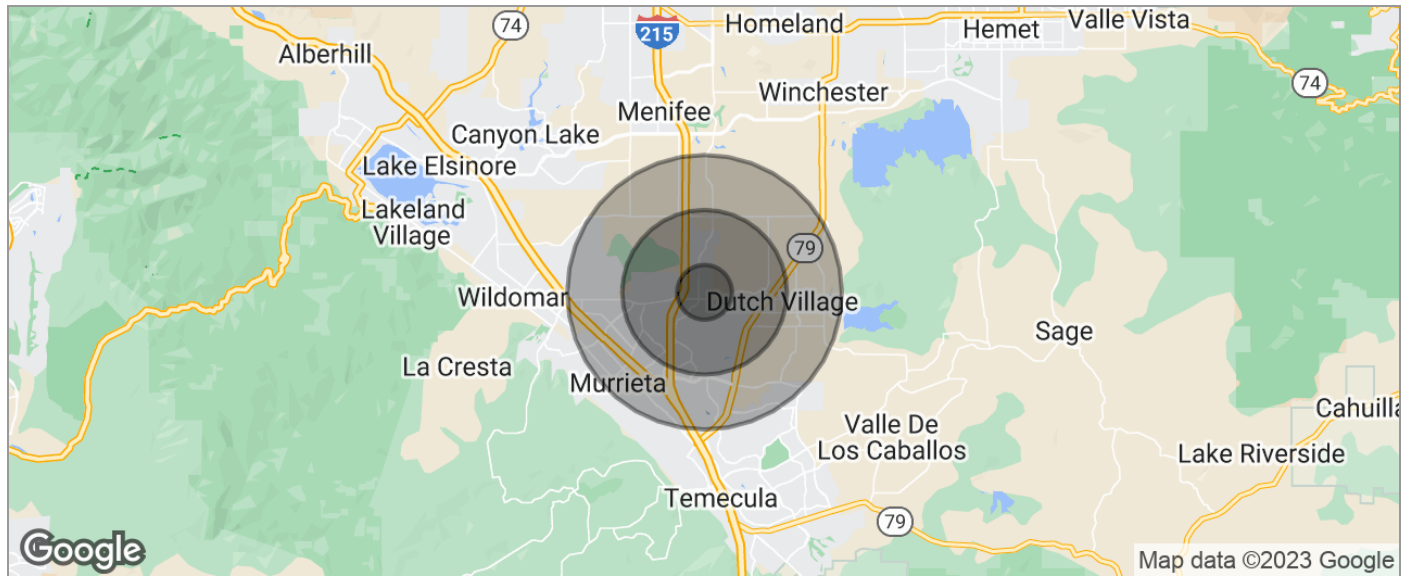 74
Homeland
Valle Vista
Hemet
215
Alberhill
74
Winchester
Menifee
Canyon Lake
Lake Elsinore
Lakeland
Village
79
Wildomar
Dutch Village
Sage
La Cresta
Murrieta
Cahuilla
Valle De
Los Caballos
Lake Riverside
Temecula
79
Google
Map data ©2023 Google